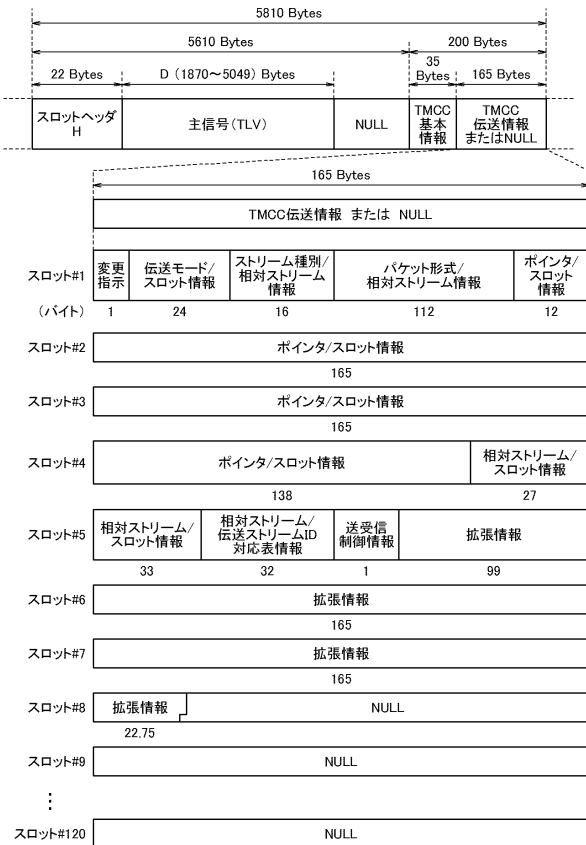 5810 Bytes
5610 Bytes
200 Bytes
22 Bytes
D (1870～5049) Bytes
35
Bytes
165 Bytes
スロットヘッダ
H
主信号(TLV)
NULL
TMCC
基本
情報
TMCC
伝送情報
またはNULL
165 Bytes
TMCC伝送情報 または NULL
スロット#1
変更
指示
伝送モード/
スロット情報
ストリーム種別/
相対ストリーム
情報
パケット形式/
相対ストリーム情報
ポインタ/
スロット
情報
(バイト)
1
24
16
112
12
スロット#2
ポインタ/スロット情報
165
スロット#3
ポインタ/スロット情報
165
スロット#4
ポインタ/スロット情報
相対ストリーム/
スロット情報
138
27
スロット#5
相対ストリーム/
スロット情報
相対ストリーム/
伝送ストリームID
対応表情報
送受信
制御情報
拡張情報
33
32
1
99
スロット#6
拡張情報
165
スロット#7
拡張情報
165
スロット#8
拡張情報
NULL
22.75
スロット#9
NULL
⋮
スロット#120
NULL